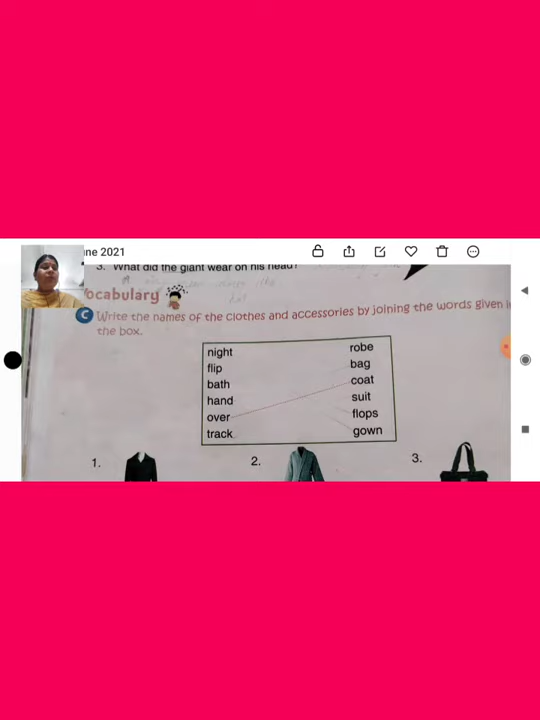 une 2021
3. What did the giant wear on his head?
Vocabulary
C Write the names of the clothes and accessories by joining the words given i
the box.
night robe
flip bag
bath coat
hand suit
over flops
track gown
1. 2. 3.